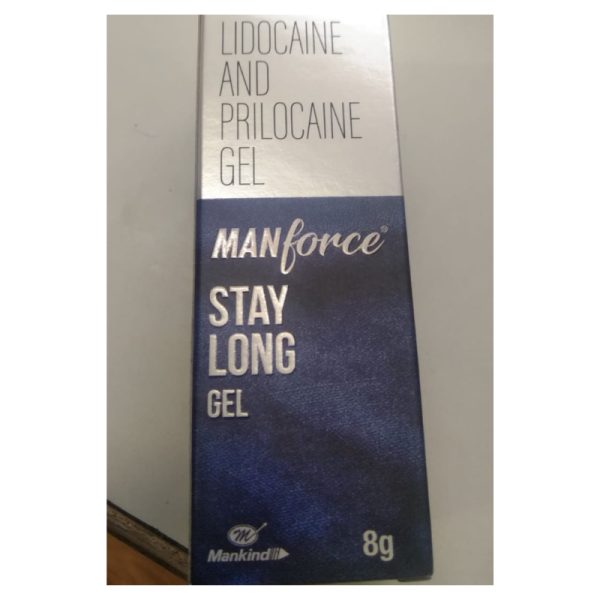 LIDOCAINE
AND
PRILOCAINE
GEL
MANforce®
STAY
LONG
GEL
Mankind
8g